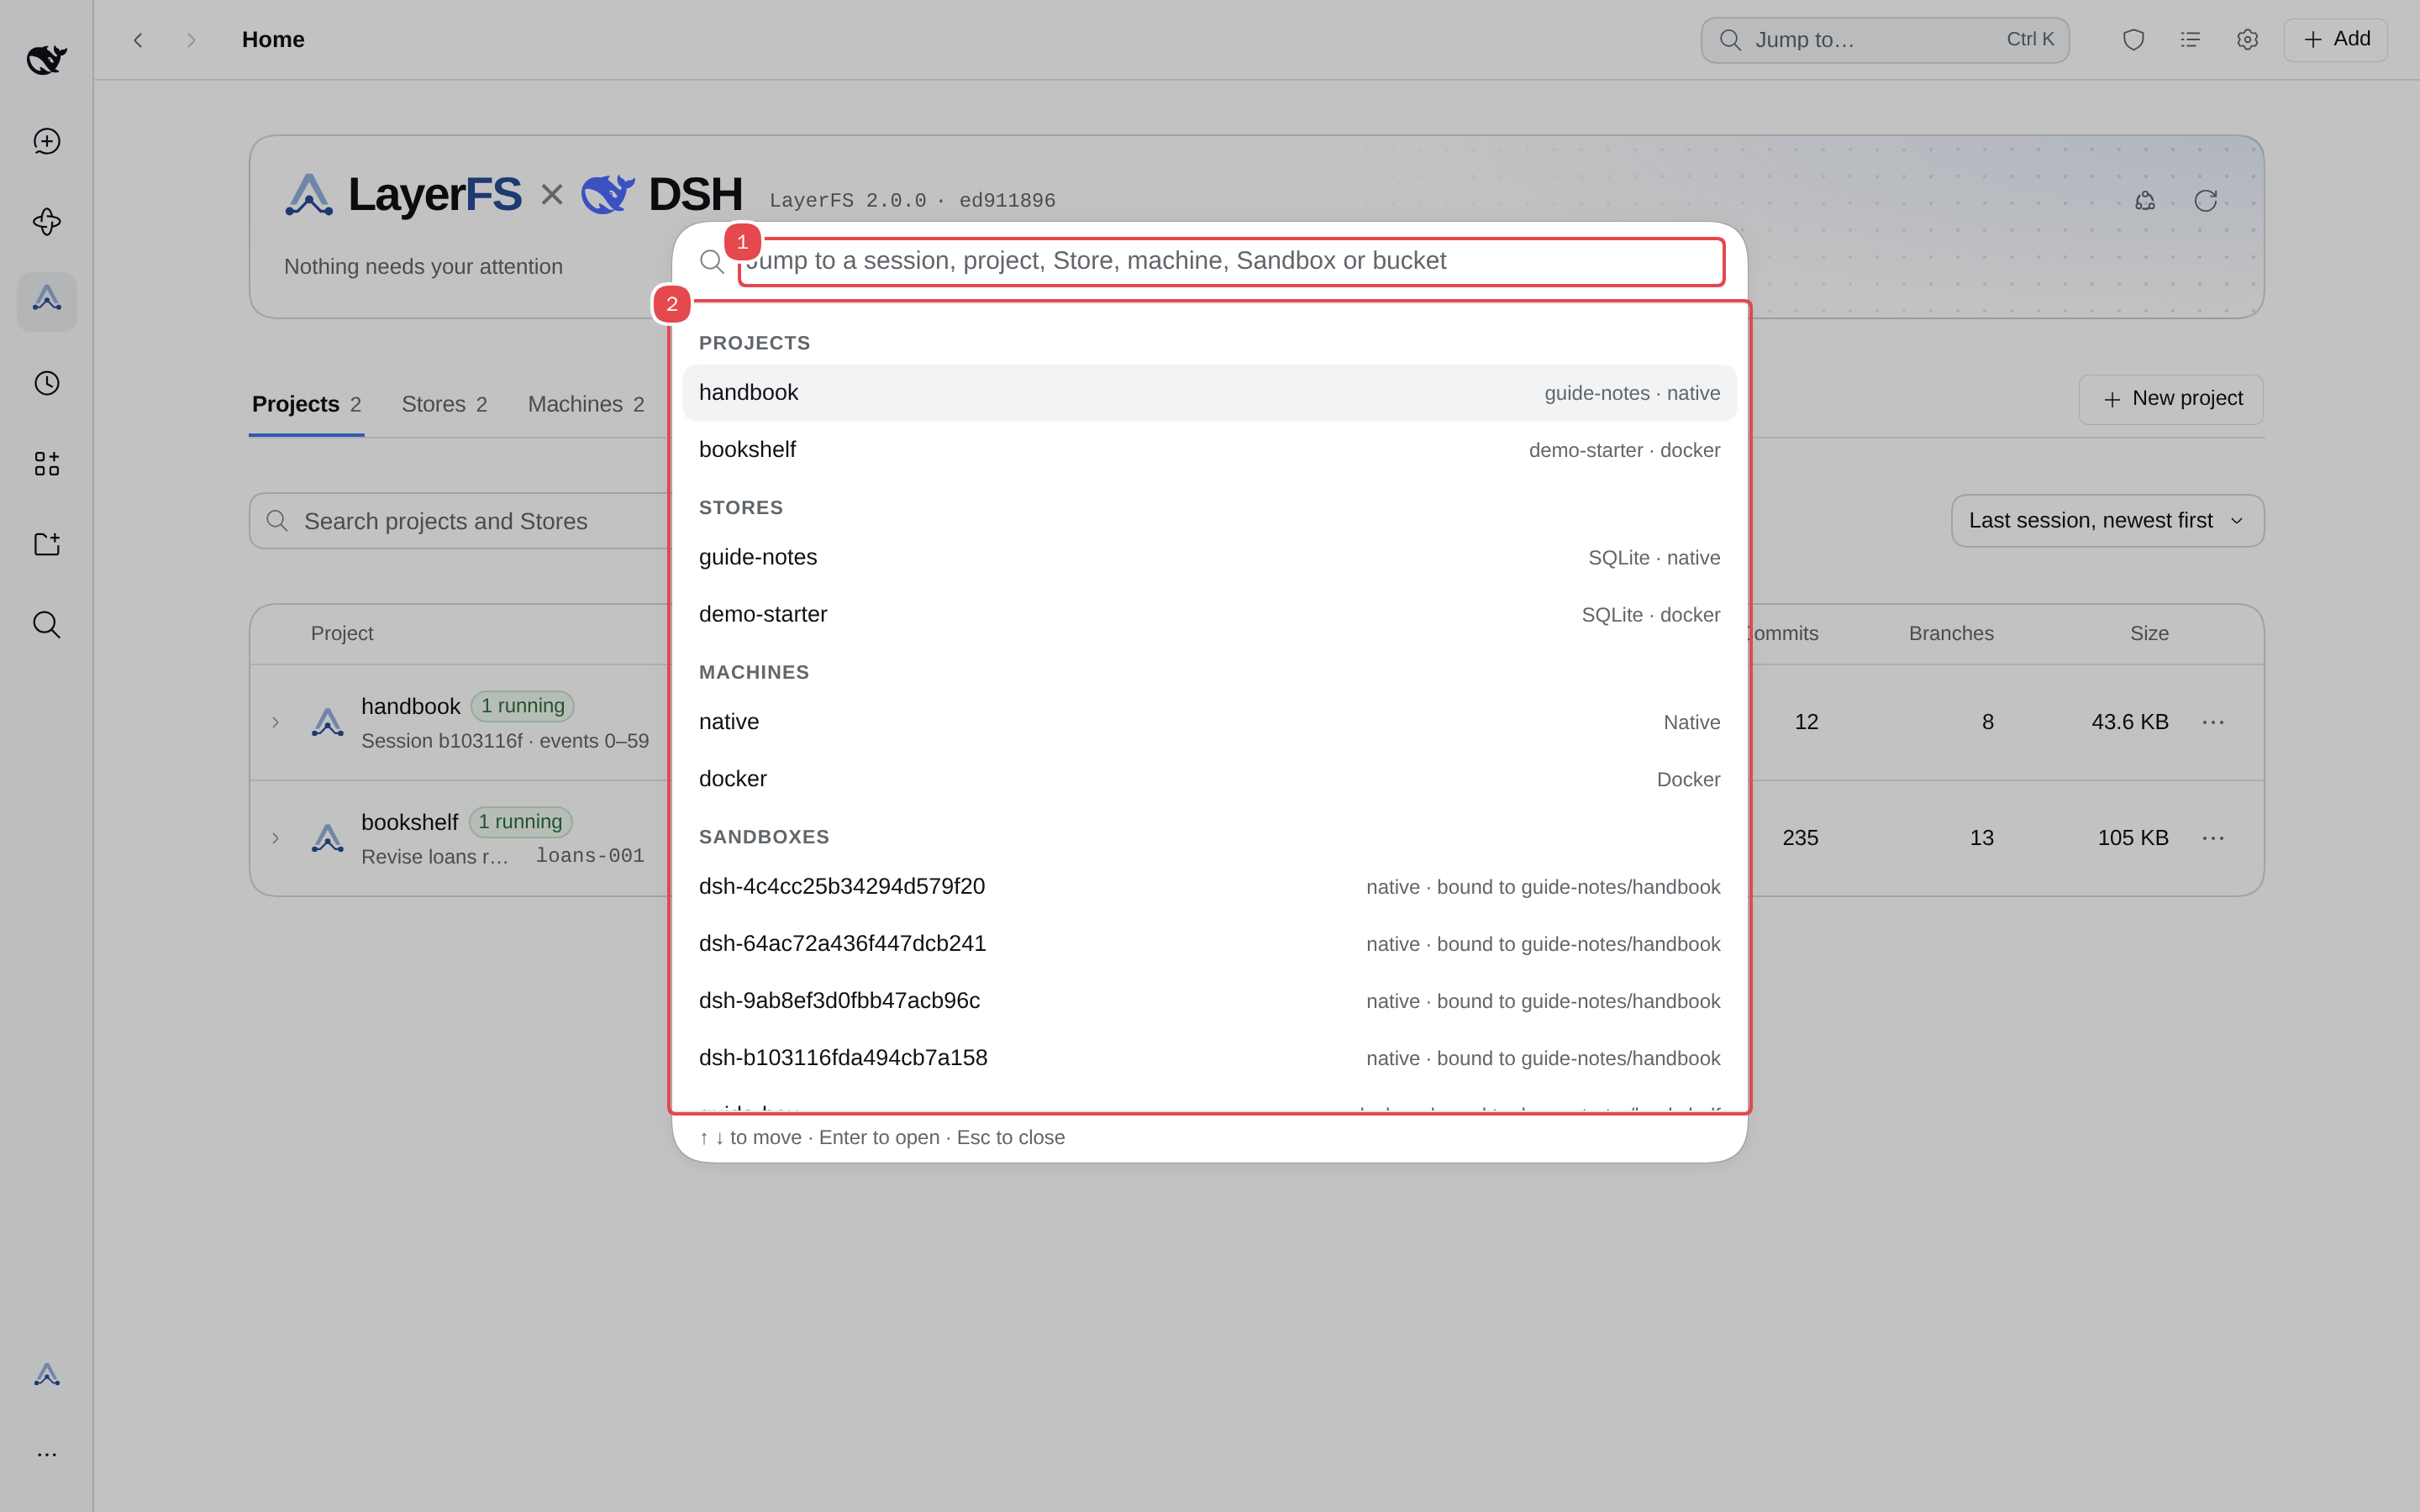 Home
Jump to…
Ctrl K
Add
LayerFS × DSH
LayerFS 2.0.0 · ed911896
Nothing needs your attention
1
Jump to a session, project, Store, machine, Sandbox or bucket
2
Projects 2
Stores 2
Machines 2
New project
Search projects and Stores
Last session, newest first
Project
Branches
Size
handbook
1 running
Session b103116f · events 0–59
12
8
43.6 KB
bookshelf
1 running
Revise loans r…
loans-001
235
13
105 KB
PROJECTS
handbook
guide-notes · native
bookshelf
demo-starter · docker
STORES
guide-notes
SQLite · native
demo-starter
SQLite · docker
MACHINES
native
Native
docker
Docker
SANDBOXES
dsh-4c4cc25b34294d579f20
native · bound to guide-notes/handbook
dsh-64ac72a436f447dcb241
native · bound to guide-notes/handbook
dsh-9ab8ef3d0fbb47acb96c
native · bound to guide-notes/handbook
dsh-b103116fda494cb7a158
native · bound to guide-notes/handbook
↑ ↓ to move · Enter to open · Esc to close